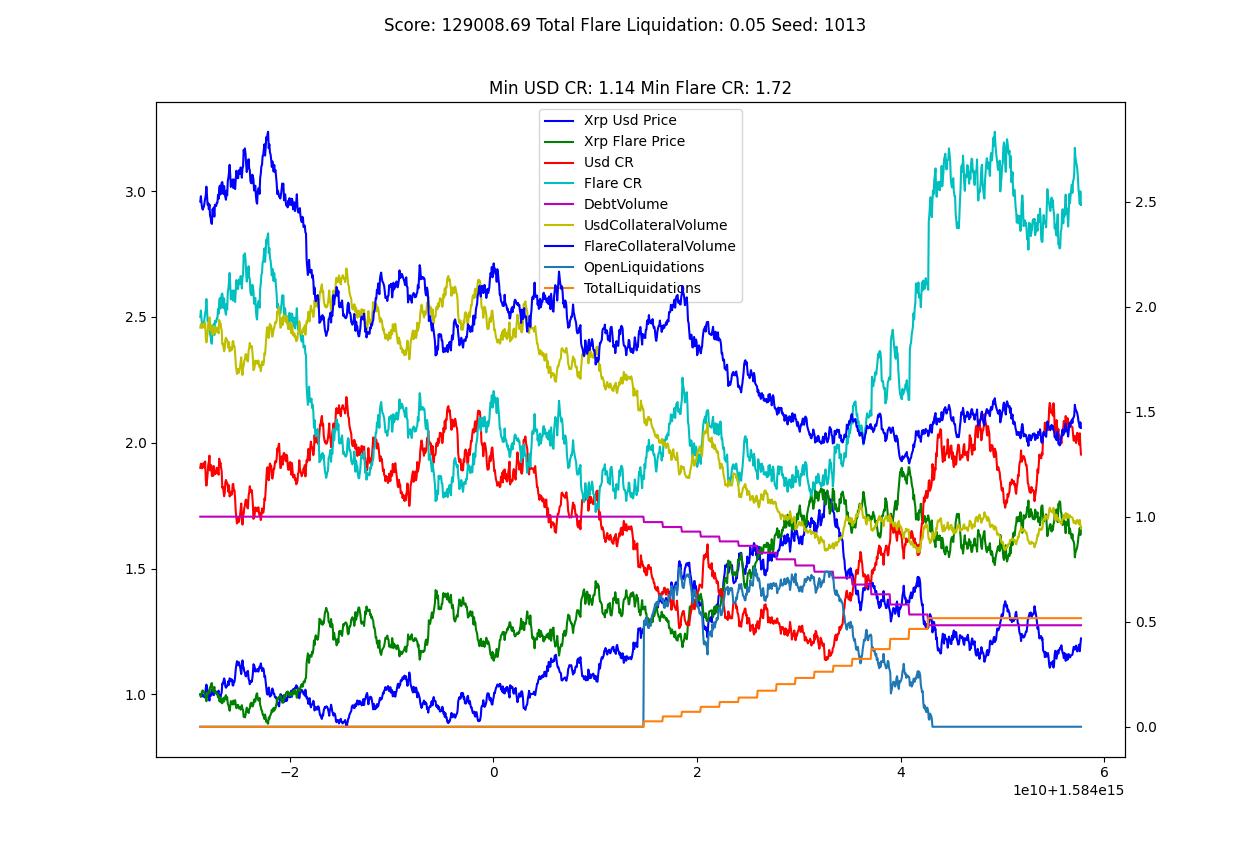 Score: 129008.69 Total Flare Liquidation: 0.05 Seed: 1013
Min USD CR: 1.14 Min Flare CR: 1.72
Xrp Usd Price
Xrp Flare Price
Usd CR
Flare CR
DebtVolume
UsdCollateralVolume
FlareCollateralVolume
OpenLiquidations
TotalLiquidations
3.0
2.5
2.0
1.5
1.0
2.5
2.0
1.5
1.0
0.5
0.0
−2 0 2 4 6
1e10+1.584e15